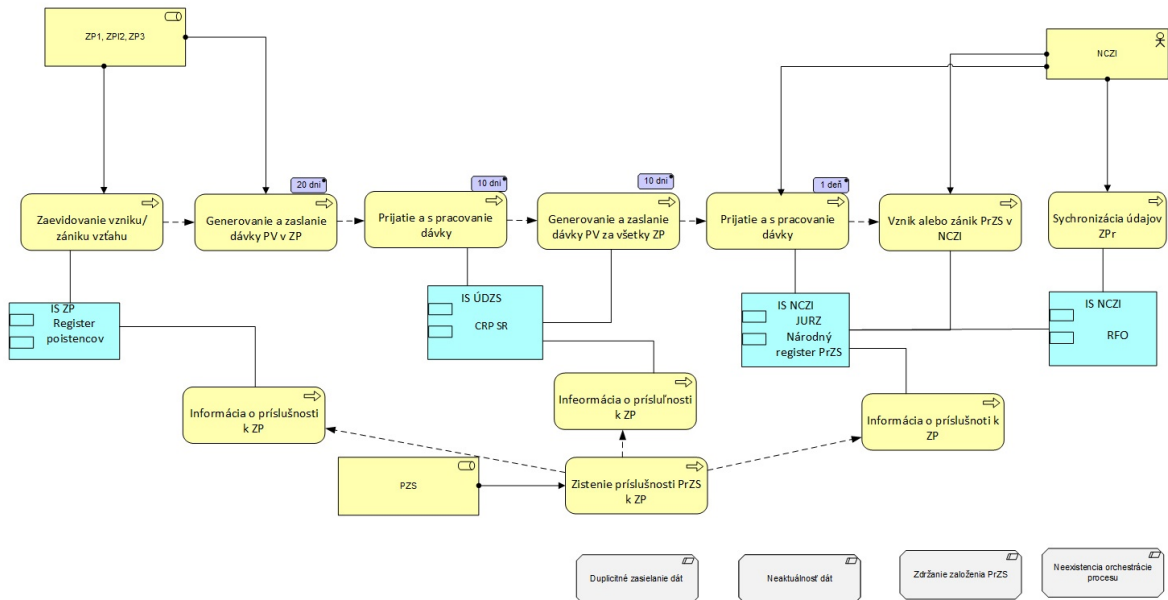 ZP1, ZPI2, ZP3
NCZI
20 dni
10 dni
10 dni
1 deň
Zaevidovanie vzniku/
zániku vzťahu
Generovanie a zaslanie
dávky PV v ZP
Prijatie a s pracovanie
dávky
Generovanie a zaslanie
dávky PV za všetky ZP
Prijatie a s pracovanie
dávky
Vznik alebo zánik PrZS v
NCZI
Sychronizácia údajov
ZPr
IS ZP
Register
poistencov
IS ÚDZS
CRP SR
IS NCZI
JURZ
Národný
register PrZS
IS NCZI
RFO
Informácia o príslušnosti
k ZP
Infeormácia o prísluľnosti
k ZP
Informácia o príslušnoti k
ZP
PZS
Zistenie príslušnosti PrZS
k ZP
Duplicitné zasielanie dát
Neaktuálnosť dát
Zdržanie založenia PrZS
Neexistencia orchestrácie
procesu